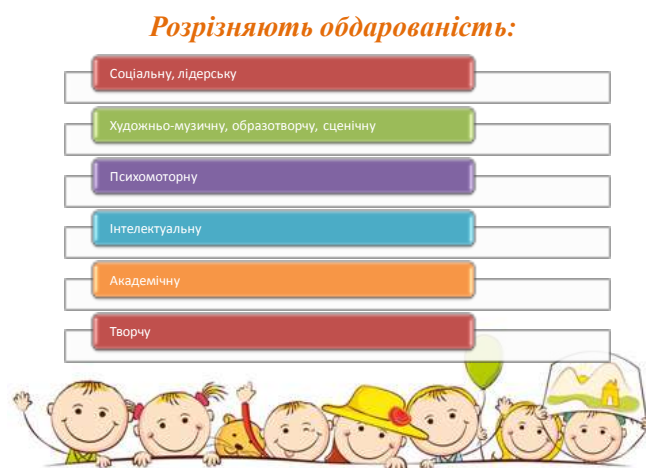 Розрізняють обдарованість:
Соціальну, лідерську
Художньо-музичну, образотворчу, сценічну
Психомоторну
Інтелектуальну
Академічну
Творчу